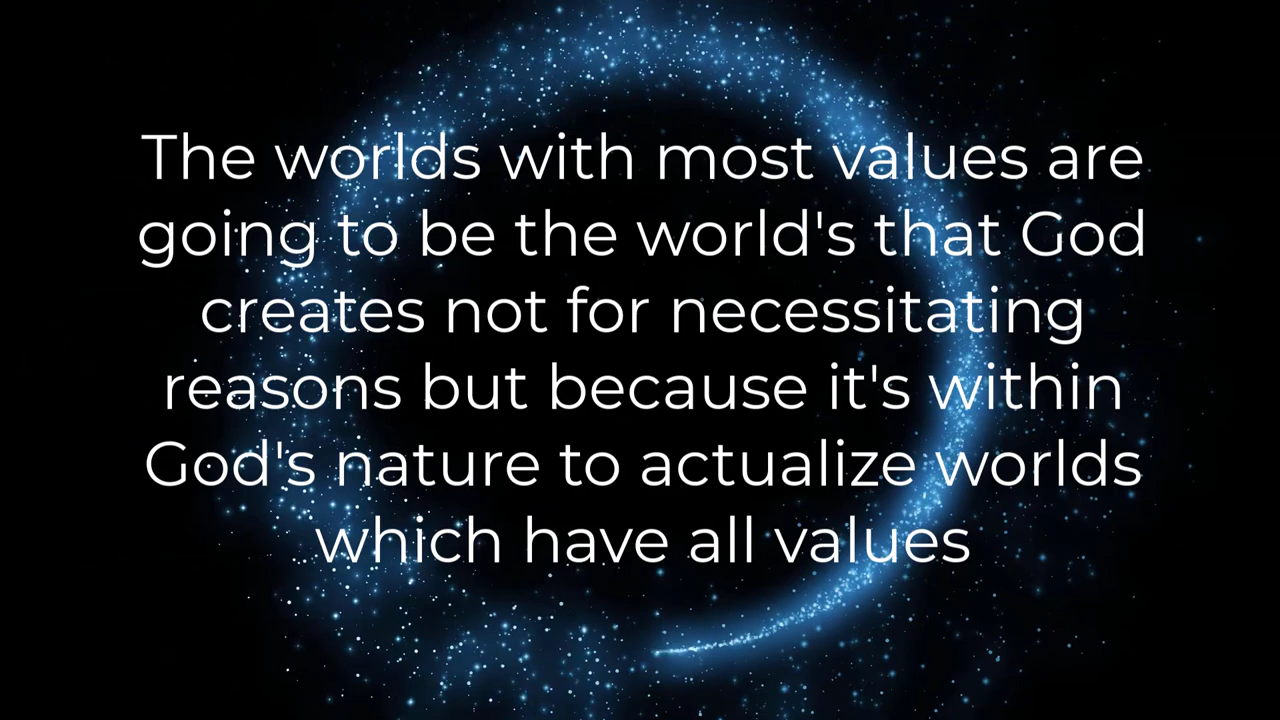 The worlds with most values are
going to be the world's that God
creates not for necessitating
reasons but because it's within
God's nature to actualize worlds
which have all values